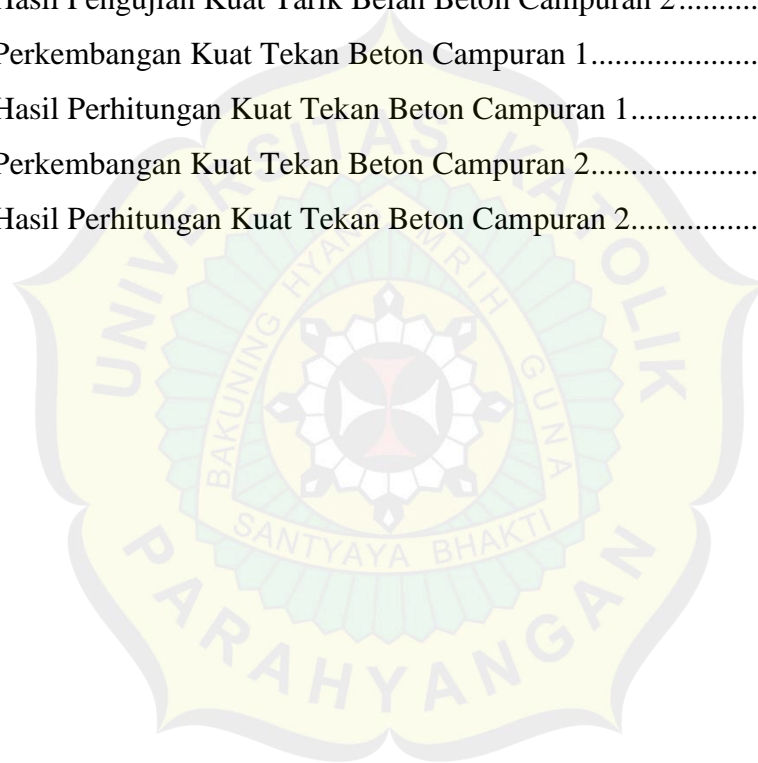 Hasil Pengujian Kuat Tarik Belah Beton Campuran 2..........
Perkembangan Kuat Tekan Beton Campuran 1.....................
Hasil Perhitungan Kuat Tekan Beton Campuran 1................
Perkembangan Kuat Tekan Beton Campuran 2.....................
Hasil Perhitungan Kuat Tekan Beton Campuran 2................
UNIVERSITAS KATOLIK
BAKUNING HYANG MRIH GUNA
SANTYAYA BHAKTI
PARAHYANGAN